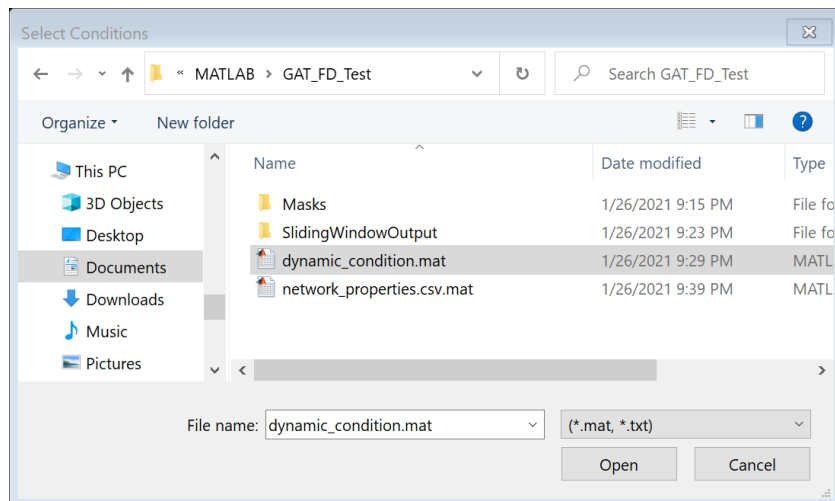 Select Conditions
« MATLAB > GAT_FD_Test
Search GAT_FD_Test
Organize
New folder
?
This PC
3D Objects
Desktop
Documents
Downloads
Music
Pictures
Name Date modified Type
Masks 1/26/2021 9:15 PM File fo
SlidingWindowOutput 1/26/2021 9:23 PM File fo
dynamic_condition.mat 1/26/2021 9:29 PM MATL
network_properties.csv.mat 1/26/2021 9:39 PM MATL
File name: dynamic_condition.mat
(*.mat, *.txt)
Open
Cancel